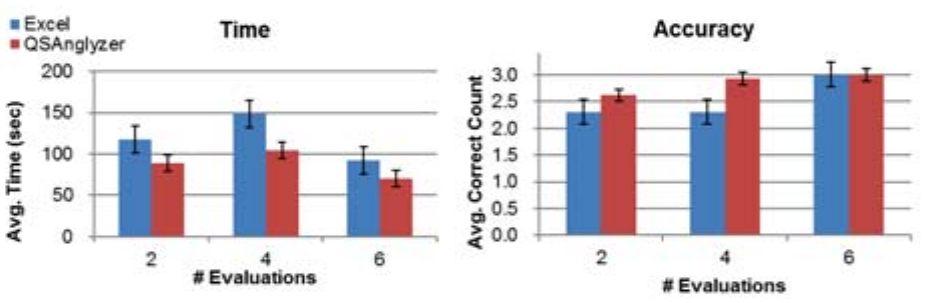 Excel
QSAnglyzer
Time
Avg. Time (sec)
200
150
100
50
0
2 4 6
# Evaluations
Accuracy
Avg. Correct Count
3.0
2.5
2.0
1.5
1.0
0.5
0.0
2 4 6
# Evaluations